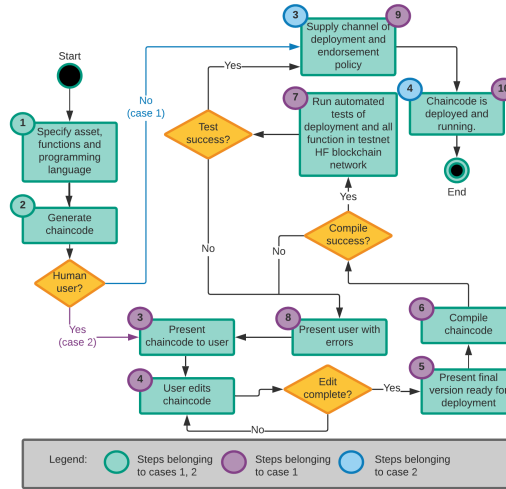 Start
1
Specify asset,
functions and
programming
language
2
Generate
chaincode
Human
user?
No
(case 1)
Yes
(case 2)
3
9
Supply channel of
deployment and
endorsement
policy
4
10
Chaincode is
deployed and
running.
End
Yes
Test
success?
No
7
Run automated
tests of
deployment and all
function in testnet
HF blockchain
network
Yes
Compile
success?
No
6
Compile
chaincode
3
Present
chaincode to user
8
Present user with
errors
4
User edits
chaincode
Edit
complete?
Yes
No
5
Present final
version ready for
deployment
Legend:
Steps belonging
to cases 1, 2
Steps belonging
to case 1
Steps belonging
to case 2